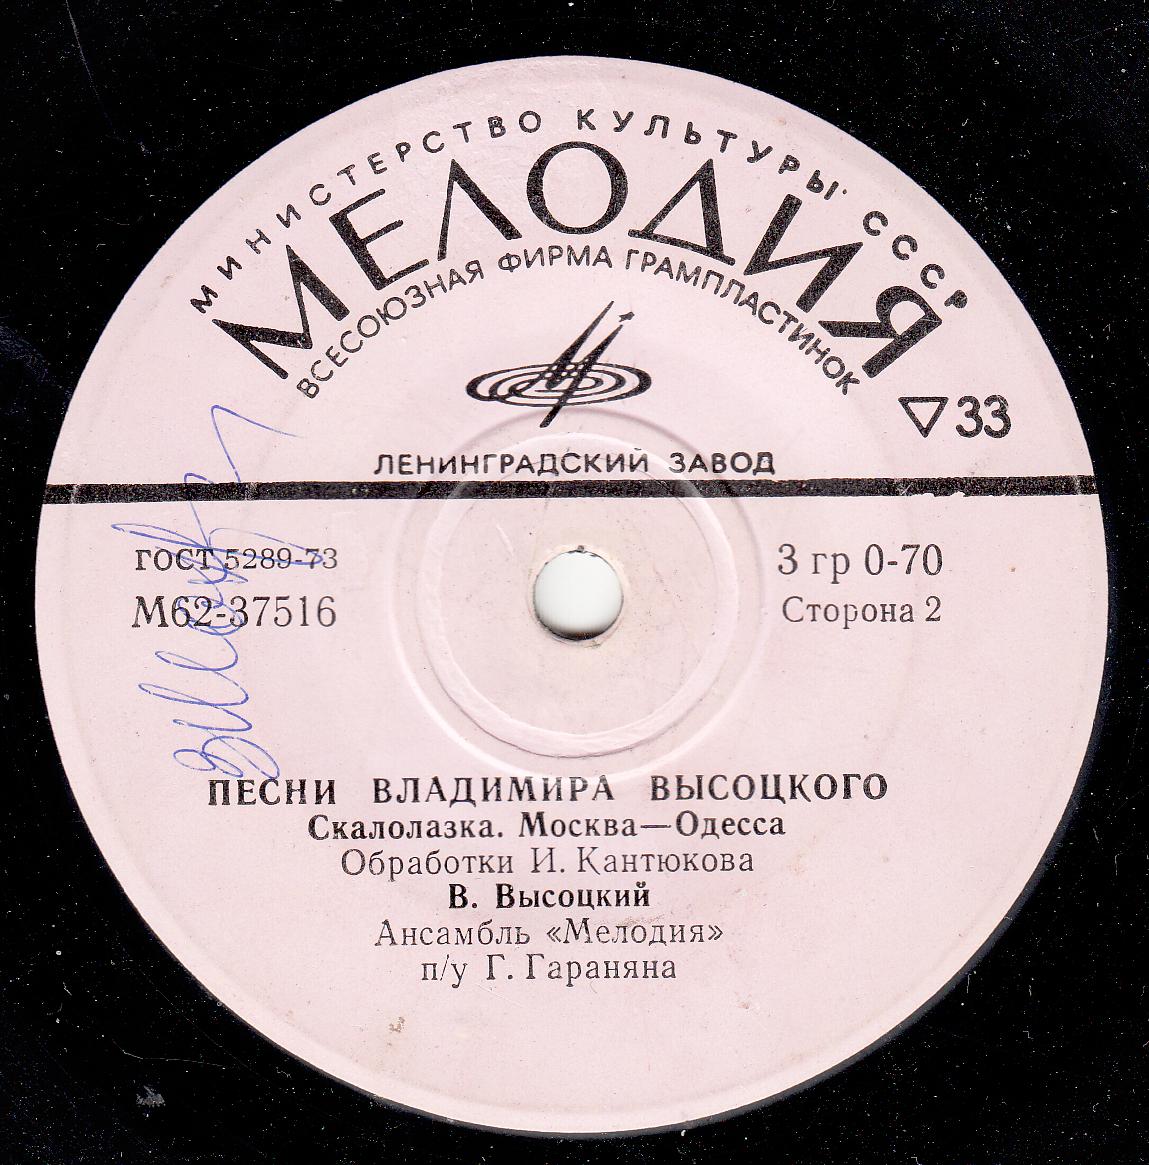 МИНИСТЕРСТВО КУЛЬТУРЫ СССР
МЕЛОДИЯ
ВСЕСОЮЗНАЯ ФИРМА ГРАМПЛАСТИНОК
▽33
ЛЕНИНГРАДСКИЙ ЗАВОД
ГОСТ 5289-73
3 гр 0-70
М62-37516
Сторона 2
ПЕСНИ ВЛАДИМИРА ВЫСОЦКОГО
Скалолазка. Москва—Одесса
Обработки И. Кантюкова
В. Высоцкий
Ансамбль «Мелодия»
п/у Г. Гараняна